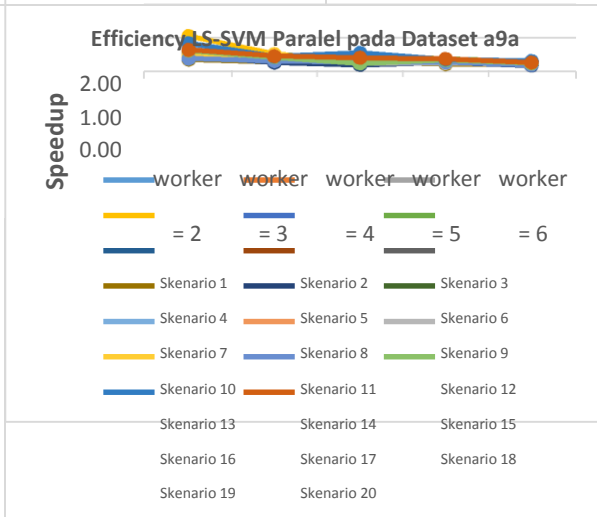 Efficiency LS-SVM Paralel pada Dataset a9a
2.00
1.00
0.00
Speedup
worker worker worker worker worker
= 2 = 3 = 4 = 5 = 6
Skenario 1 Skenario 2 Skenario 3
Skenario 4 Skenario 5 Skenario 6
Skenario 7 Skenario 8 Skenario 9
Skenario 10 Skenario 11 Skenario 12
Skenario 13 Skenario 14 Skenario 15
Skenario 16 Skenario 17 Skenario 18
Skenario 19 Skenario 20